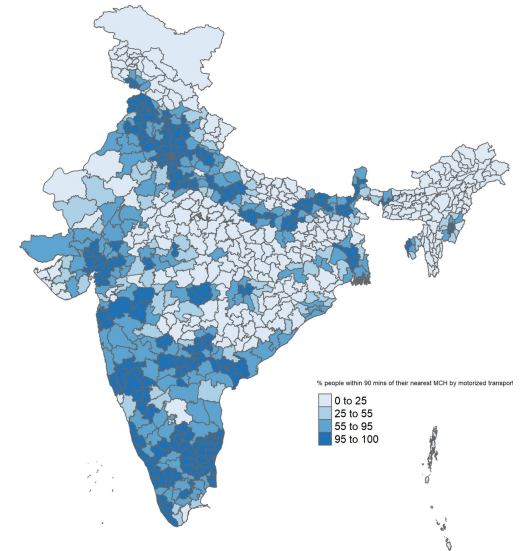 % people within 90 mins of their nearest MCH by motorized transport
0 to 25
25 to 55
55 to 95
95 to 100